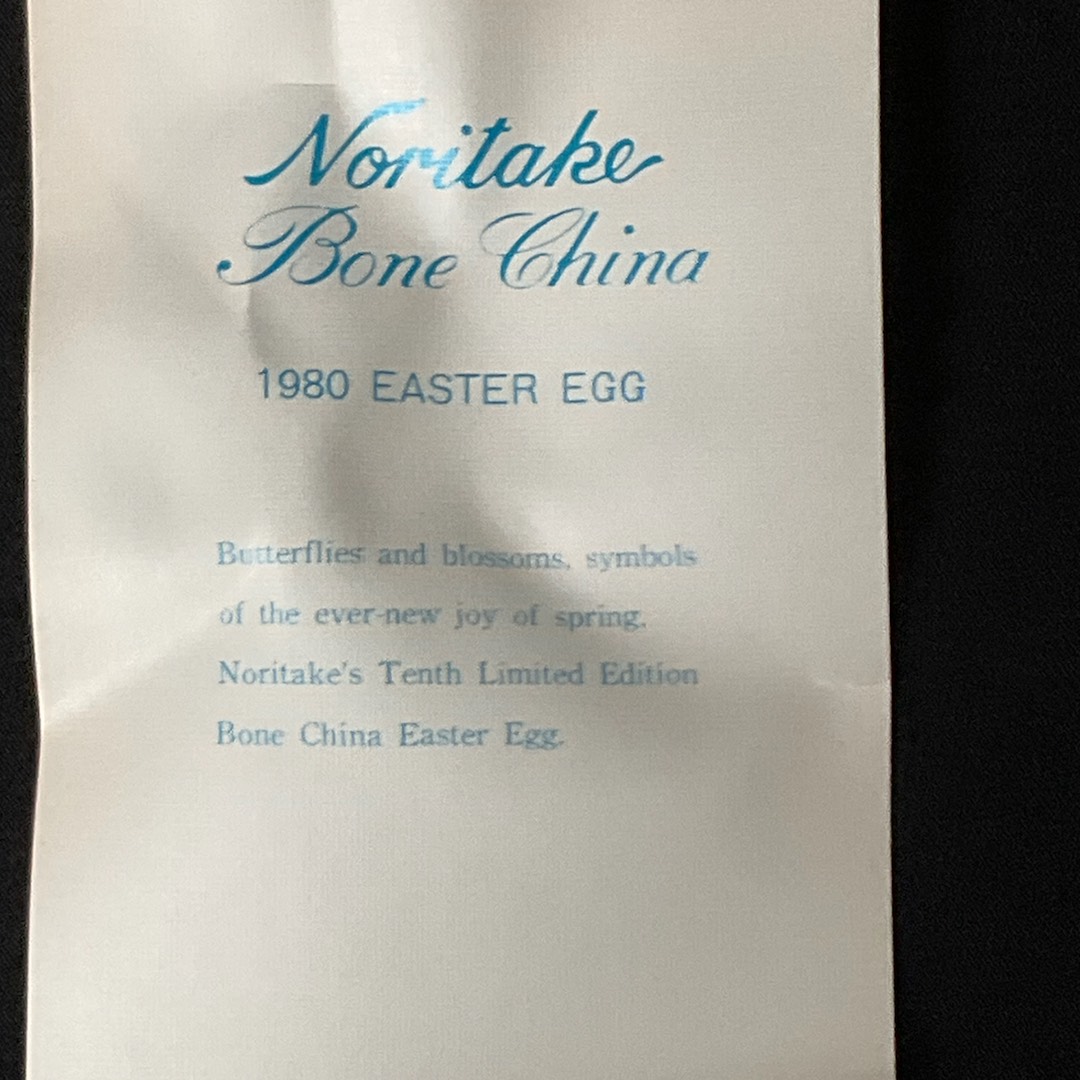 Noritake
Bone China
1980 EASTER EGG
Butterflies and blossoms, symbols
of the ever-new joy of spring.
Noritake's Tenth Limited Edition
Bone China Easter Egg.